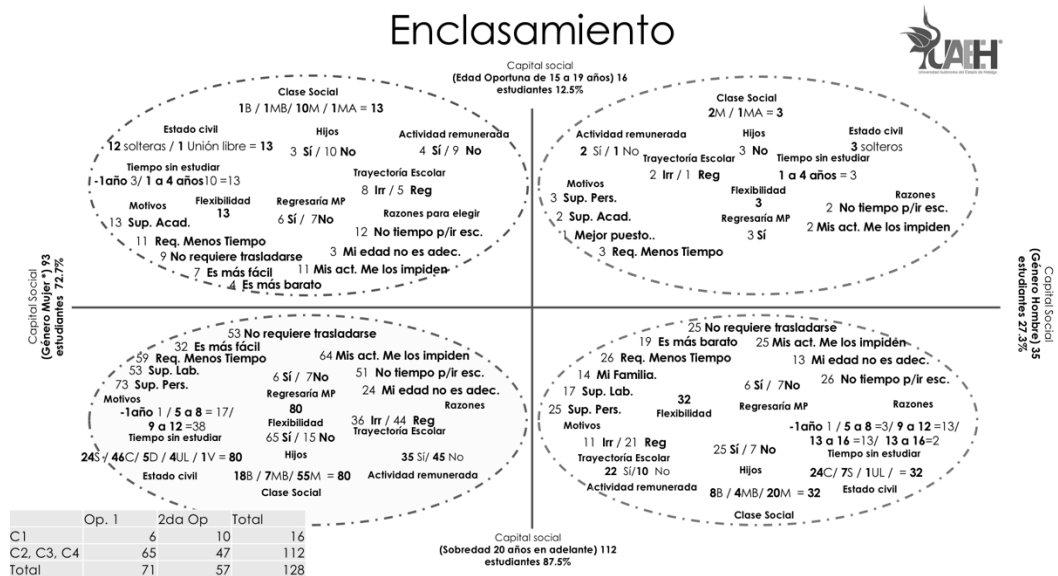 Enclasamiento
UAEH
Universidad Autónoma del Estado de Hidalgo
Capital social
(Edad Oportuna de 15 a 19 años) 16
estudiantes 12.5%
Clase Social
1B / 1MB/ 10M / 1MA = 13
Estado civil
12 solteras / 1 Unión libre = 13
Hijos
3 Sí / 10 No
Actividad remunerada
4 Sí / 9 No
Tiempo sin estudiar
-1año 3/ 1 a 4 años10 =13
Trayectoria Escolar
8 Irr / 5 Reg
Motivos
13 Sup. Acad.
Flexibilidad
13
Regresaría MP
6 Sí / 7No
Razones para elegir
12 No tiempo p/ir esc.
11 Req. Menos Tiempo
3 Mi edad no es adec.
9 No requiere trasladarse
11 Mis act. Me los impiden
7 Es más fácil
4 Es más barato
Clase Social
2M / 1MA = 3
Actividad remunerada
2 Sí / 1 No
Hijos
3 No
Estado civil
3 solteros
Trayectoría Escolar
2 Irr / 1 Reg
Tiempo sin estudiar
1 a 4 años = 3
Motivos
3 Sup. Pers.
Flexibilidad
3
Razones
2 No tiempo p/ir esc.
2 Sup. Acad.
Regresaría MP
3 Sí
2 Mis act. Me los impiden
1 Mejor puesto..
3 Req. Menos Tiempo
Capital Social
(Género Mujer*) 93
estudiantes 72.7%
Capital Social
(Género Hombre) 35
estudiantes 27.3%
53 No requiere trasladarse
32 Es más fácil
59 Req. Menos Tiempo
64 Mis act. Me los impiden
53 Sup. Lab.
51 No tiempo p/ir esc.
73 Sup. Pers.
6 Sí / 7No
Regresaría MP
24 Mi edad no es adec.
Motivos
80
Flexibilidad
Razones
-1año 1 / 5 a 8 = 17/
9 a 12 =38
Tiempo sin estudiar
36 Irr / 44 Reg
Trayectoría Escolar
65 Sí / 15 No
Hijos
24S / 46C/ 5D / 4UL / 1V = 80
Estado civil
35 Sí/ 45 No
Actividad remunerada
18B / 7MB/ 55M = 80
Clase Social
25 No requiere trasladarse
19 Es más barato
25 Mis act. Me los impiden
26 Req. Menos Tiempo
13 Mi edad no es adec.
14 Mi Familia.
6 Sí / 7No
26 No tiempo p/ir esc.
17 Sup. Lab.
32
Flexibilidad
Regresaría MP
Razones
25 Sup. Pers.
Motivos
-1año 1 / 5 a 8 =3/ 9 a 12 =13/
13 a 16 =13/ 13 a 16=2
Tiempo sin estudiar
11 Irr / 21 Reg
Trayectoría Escolar
25 Sí / 7 No
Hijos
22 Sí/10 No
Actividad remunerada
24C/ 7S / 1UL / = 32
Estado civil
8B / 4MB/ 20M = 32
Clase Social
Capital social
(Sobredad 20 años en adelante) 112
estudiantes 87.5%
Op. 1 2da Op Total
C1 6 10 16
C2, C3, C4 65 47 112
Total 71 57 128